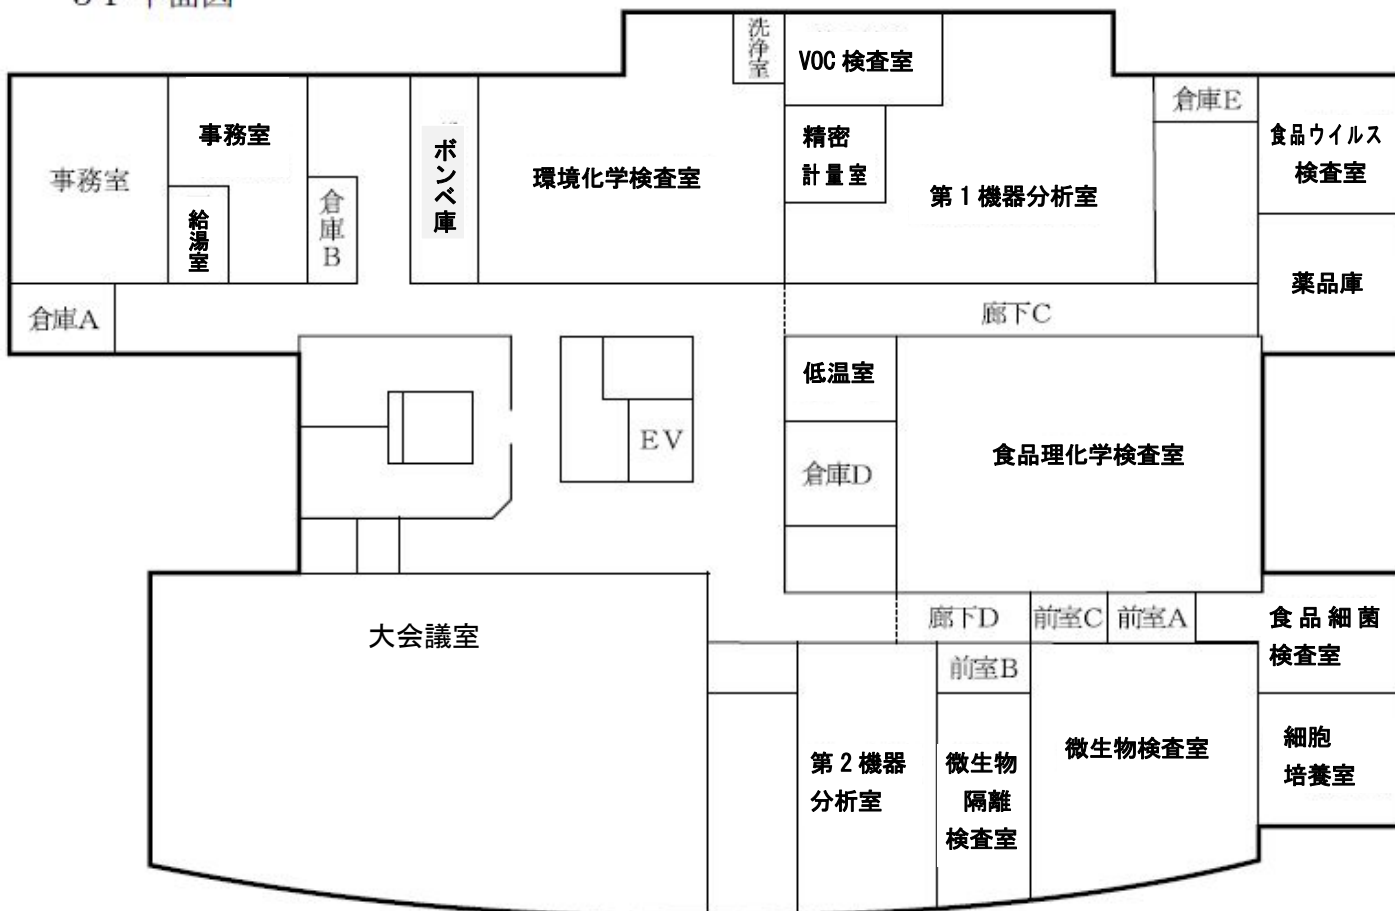 洗浄室
VOC 検査室
倉庫E
事務室
事務室
ボンベ庫
環境化学検査室
精密
計量室
第1機器分析室
食品ウイルス
検査室
給湯室
倉庫B
薬品庫
倉庫A
廊下C
低温室
EV
倉庫D
食品理化学検査室
大会議室
廊下D
前室C
前室A
食品細菌
検査室
前室B
第2機器
分析室
微生物
隔離
検査室
微生物検査室
細胞
培養室